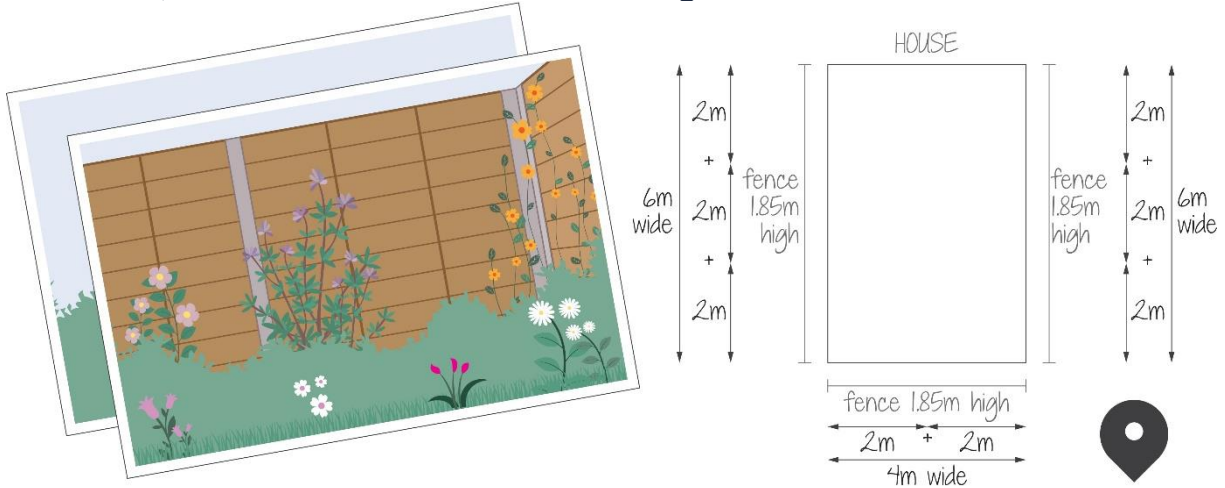 HOUSE
2m
+
2m
+
2m
6m
wide
fence
1.85m
high
fence
1.85m
high
2m
+
2m
+
2m
6m
wide
fence 1.85m high
2m + 2m
4m wide